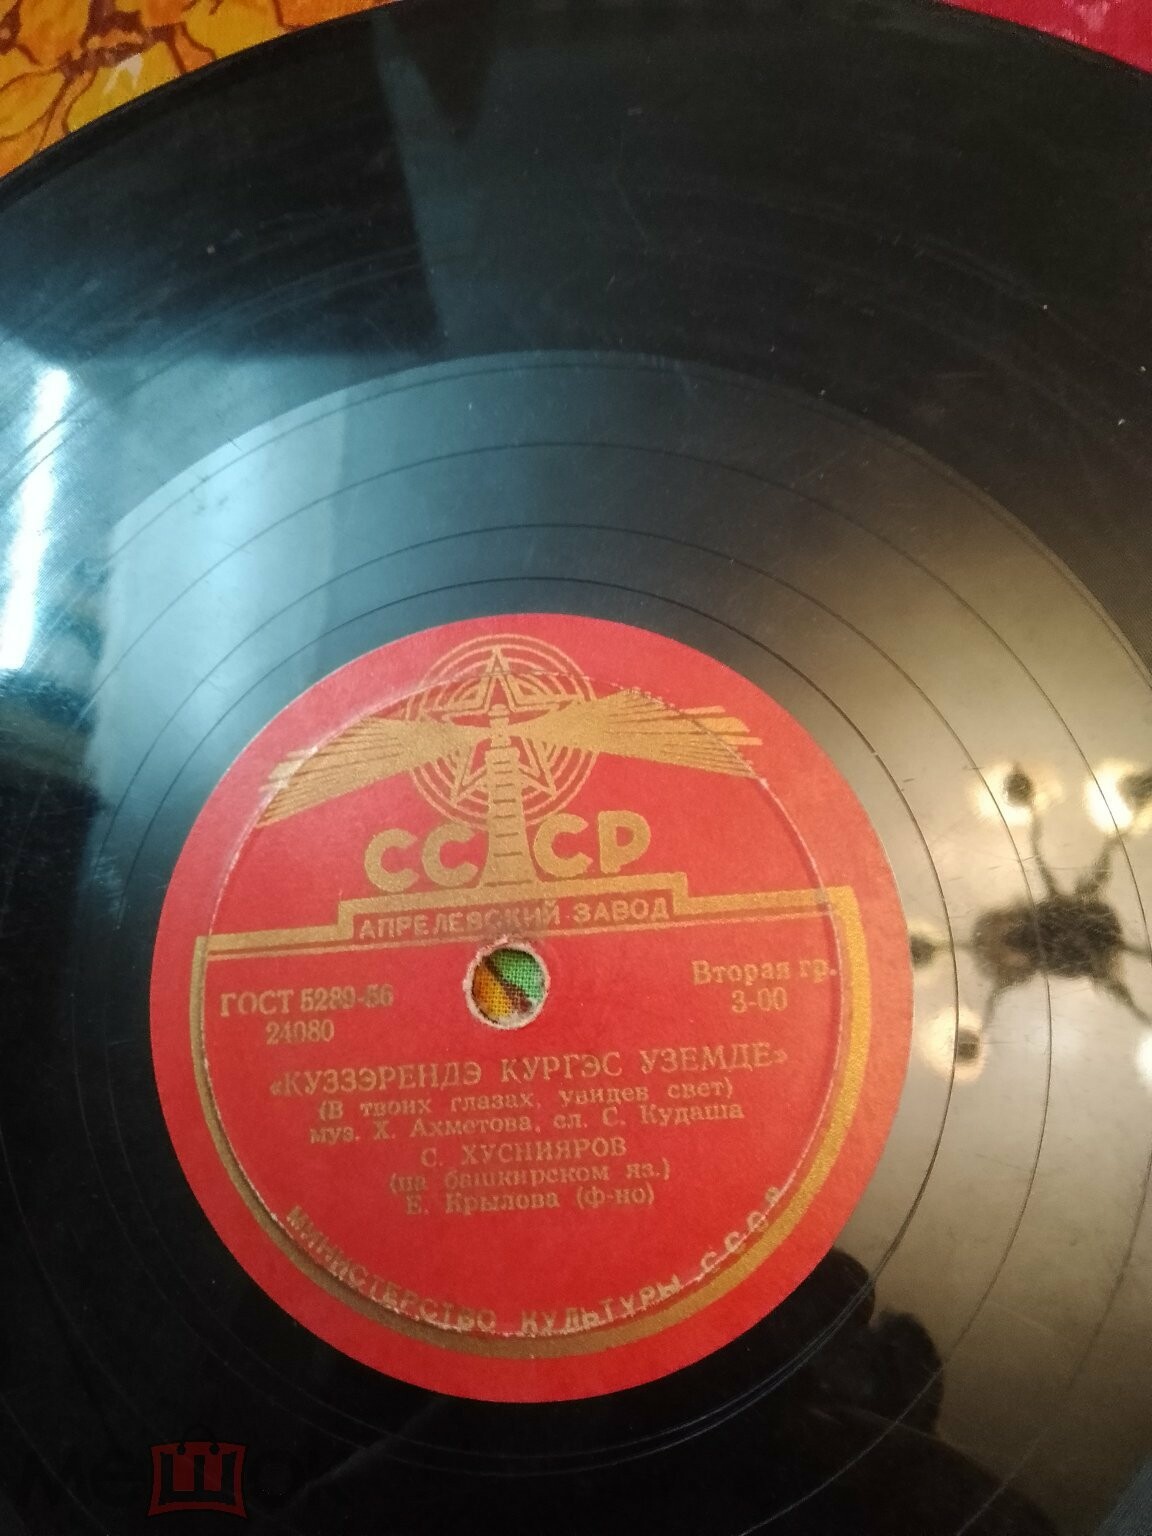 СССР
АПРЕЛЕВСКИЙ ЗАВОД
ГОСТ 5289-56
Вторая гр.
24080
3-00
«КУЗЗЭРЕНДЭ КУРГЭС УЗЕМДЕ»
(В твоих глазах, увидев свет)
муз. Х. Ахметова, сл. С. Кудаша
С. ХУСНИЯРОВ
(на башкирском яз.)
Е. Крылова (ф-но)
МИНИСТЕРСТВО КУЛЬТУРЫ СССР
мешок